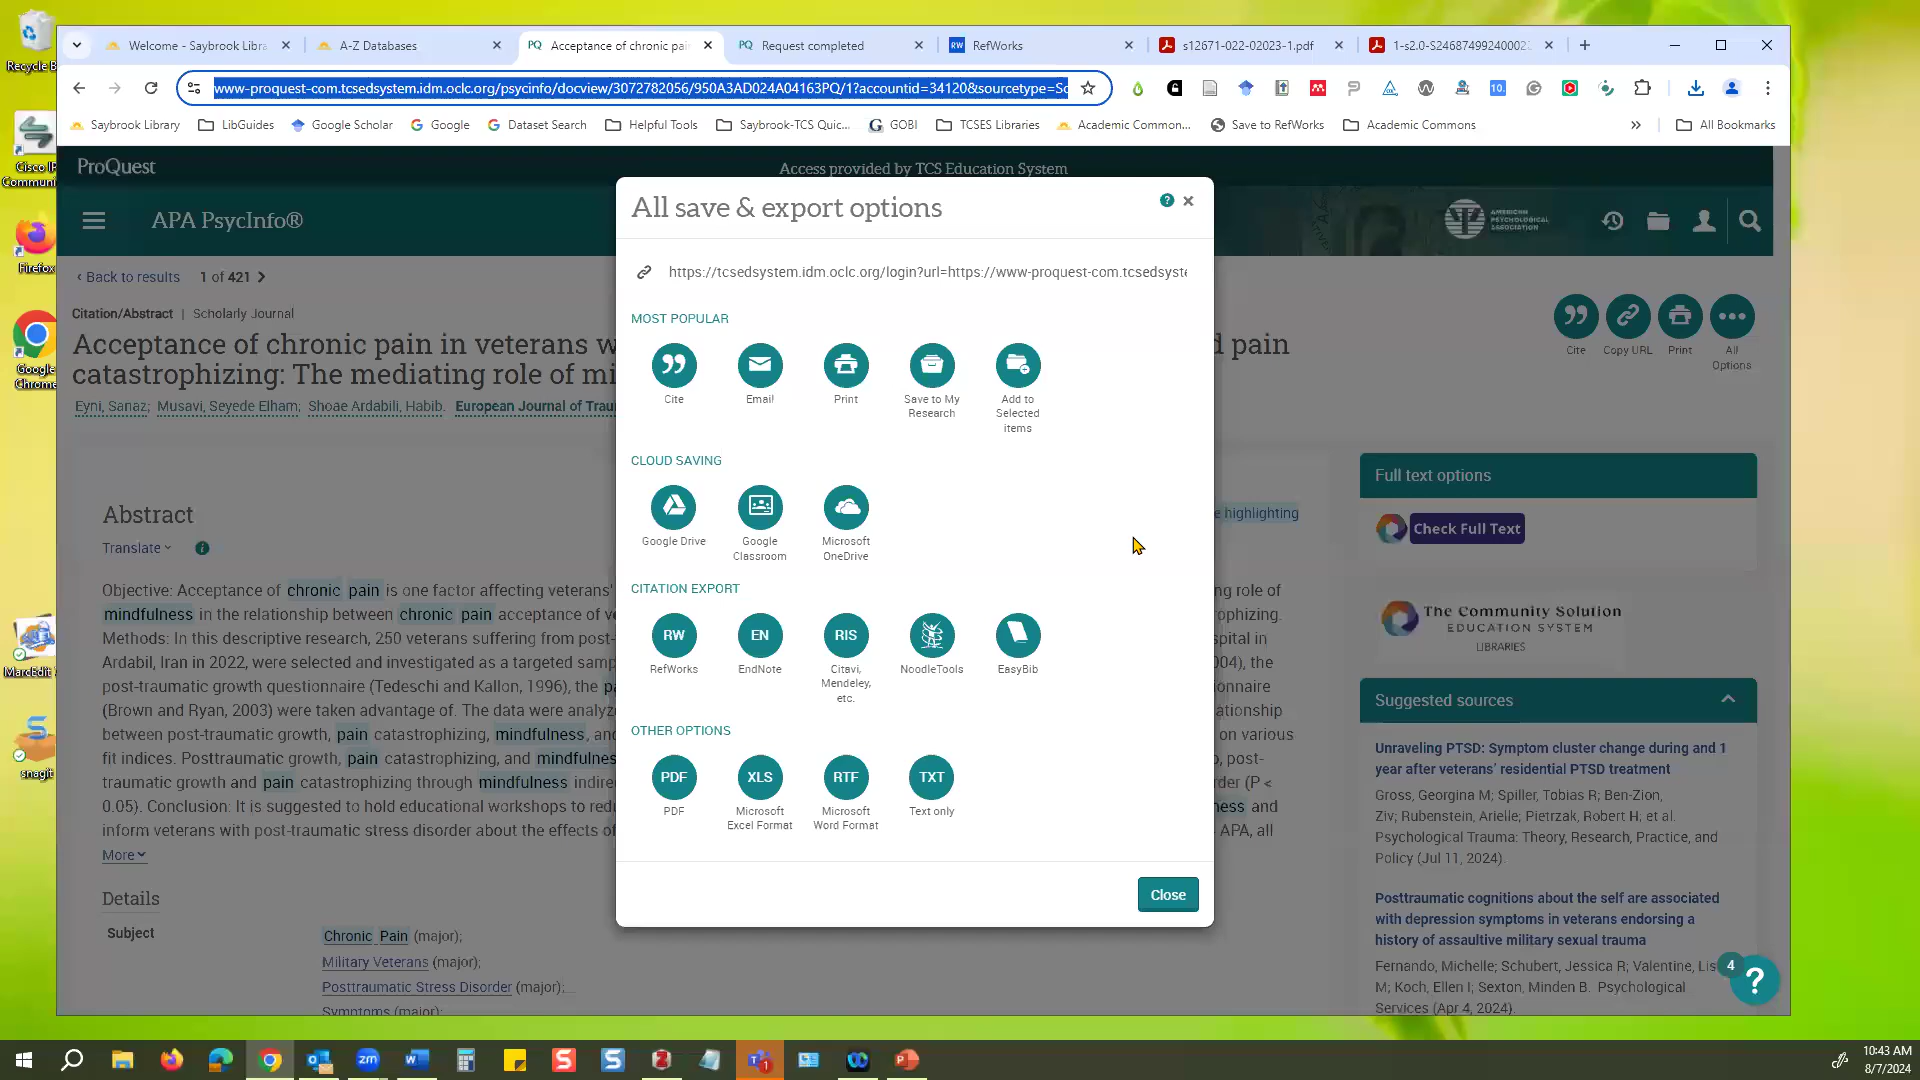 Recycle B
Cisco IP
Communi
Firefox
Google
Chrome
MarcEdit
snagit
Welcome - Saybrook Libra
A-Z Databases
PQ Acceptance of chronic pai
PQ Request completed
RW RefWorks
s12671-022-02023-1.pdf
www-proquest-com.tcsedsystem.idm.oclc.org/psycinfo/docview/3072782056/950A3AD024A04163PQ/1?accountid=34120&sourcetype=Sc
Saybrook Library
LibGuides
Google Scholar
Google
Dataset Search
Helpful Tools
Saybrook-TCS Quic...
GOBI
TCSES Libraries
Academic Common...
Save to RefWorks
Academic Commons
All Bookmarks
ProQuest
Access provided by TCS Education System
APA PsycInfo®
AMERICAN
PSYCHOLOGICAL
ASSOCIATION
Back to results 1 of 421
Citation/Abstract | Scholarly Journal
Acceptance of chronic pain in veterans w
d pain
catastrophizing: The mediating role of mi
Eyni, Sanaz; Musavi, Seyede Elham; Shoae Ardabili, Habib. European Journal of Trau
Cite
Copy URL
Print
All
Options
All save & export options
https://tcsedsystem.idm.oclc.org/login?url=https://www-proquest-com.tcsedsyste
MOST POPULAR
Cite
Email
Print
Save to My
Research
Add to
Selected
items
CLOUD SAVING
Google Drive
Google
Classroom
Microsoft
OneDrive
CITATION EXPORT
RW
RefWorks
EN
EndNote
RIS
Citavi,
Mendeley,
etc.
NoodleTools
EasyBib
OTHER OPTIONS
PDF
PDF
XLS
Microsoft
Excel Format
RTF
Microsoft
Word Format
TXT
Text only
Close
Abstract
Translate
e highlighting
Objective: Acceptance of chronic pain is one factor affecting veterans'
ng role of
mindfulness in the relationship between chronic pain acceptance of ve
ophizing.
Methods: In this descriptive research, 250 veterans suffering from post-
spital in
Ardabil, Iran in 2022, were selected and investigated as a targeted samp
004), the
post-traumatic growth questionnaire (Tedeschi and Kallon, 1996), the pa
onnaire
(Brown and Ryan, 2003) were taken advantage of. The data were analyz
ationship
between post-traumatic growth, pain catastrophizing, mindfulness, and
on various
fit indices. Posttraumatic growth, pain catastrophizing, and mindfulnes
, post-
traumatic growth and pain catastrophizing through mindfulness indire
rder (P <
0.05). Conclusion: It is suggested to hold educational workshops to redu
ness and
inform veterans with post-traumatic stress disorder about the effects of
APA, all
More
Details
Subject
Chronic Pain (major);
Military Veterans (major);
Posttraumatic Stress Disorder (major);
Symptoms (major);
Full text options
Check Full Text
The Community Solution
EDUCATION SYSTEM
LIBRARIES
Suggested sources
Unraveling PTSD: Symptom cluster change during and 1
year after veterans' residential PTSD treatment
Gross, Georgina M; Spiller, Tobias R; Ben-Zion,
Ziv; Rubenstein, Arielle; Pietrzak, Robert H; et al.
Psychological Trauma: Theory, Research, Practice, and
Policy (Jul 11, 2024).
Posttraumatic cognitions about the self are associated
with depression symptoms in veterans endorsing a
history of assaultive military sexual trauma
Fernando, Michelle; Schubert, Jessica R; Valentine, Lis
M; Koch, Ellen I; Sexton, Minden B. Psychological
Services (Apr 4, 2024).
4
?
10:43 AM
8/7/2024